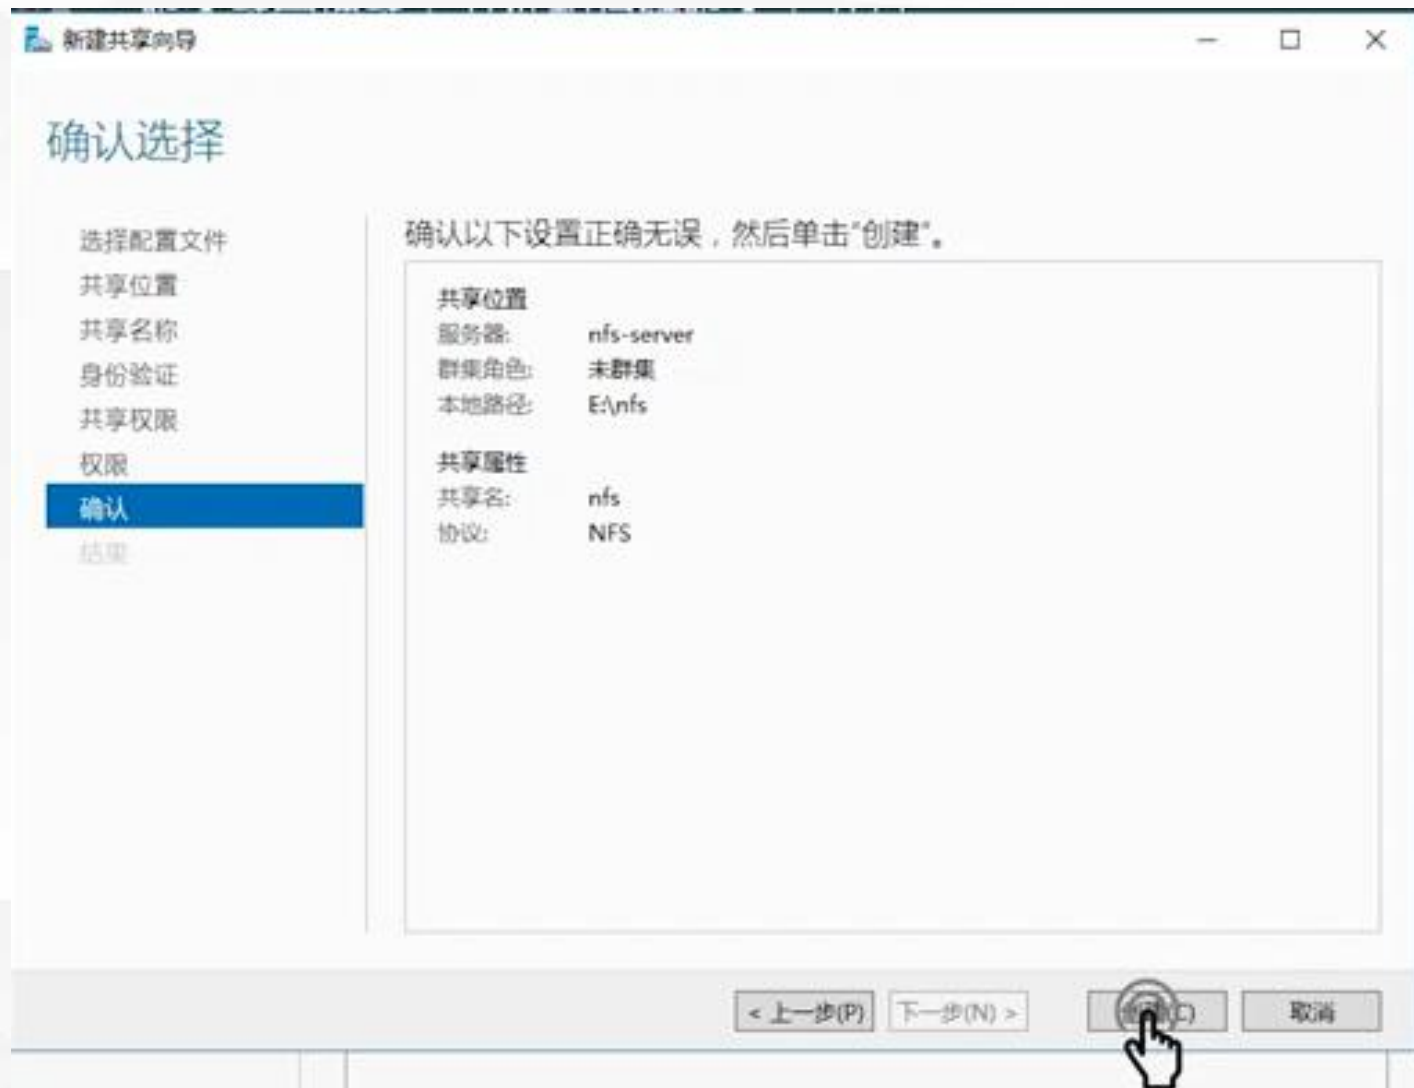 新建共享向导
确认选择
选择配置文件
共享位置
共享名称
身份验证
共享权限
权限
确认
结果
确认以下设置正确无误，然后单击"创建"。
共享位置
服务器: nfs-server
群集角色: 未群集
本地路径: E:\nfs
共享属性
共享名: nfs
协议: NFS
< 上一步(P) 下一步(N) > 创建(C) 取消